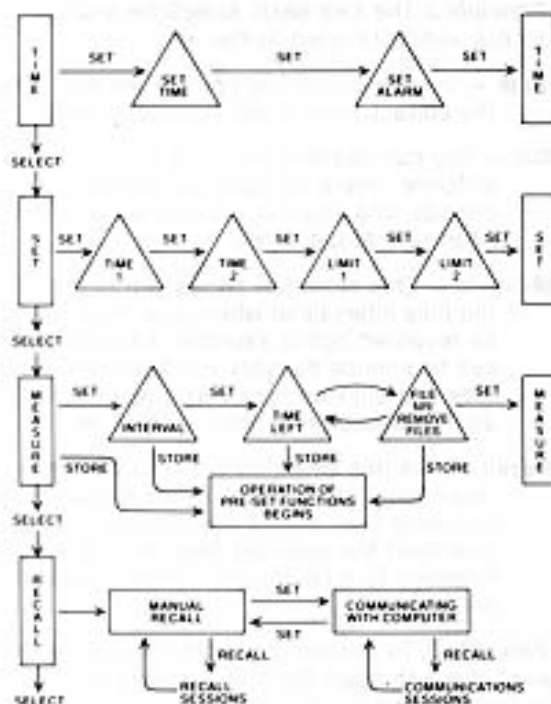 TIME
SET
SET TIME
SET
SET ALARM
SET
TIME
SELECT
SET
SET
TIME 1
SET
TIME 2
SET
LIMIT 1
SET
LIMIT 2
SET
SET
SELECT
MEASURE
SET
INTERVAL
SET
TIME LEFT
FILE
REMOVE
FILES
SET
MEASURE
STORE
STORE
STORE
STORE
OPERATION OF
PRE-SET FUNCTIONS
BEGINS
SELECT
RECALL
MANUAL
RECALL
SET
SET
COMMUNICATING
WITH COMPUTER
RECALL
RECALL
RECALL
SESSIONS
COMMUNICATIONS
SESSIONS
SELECT